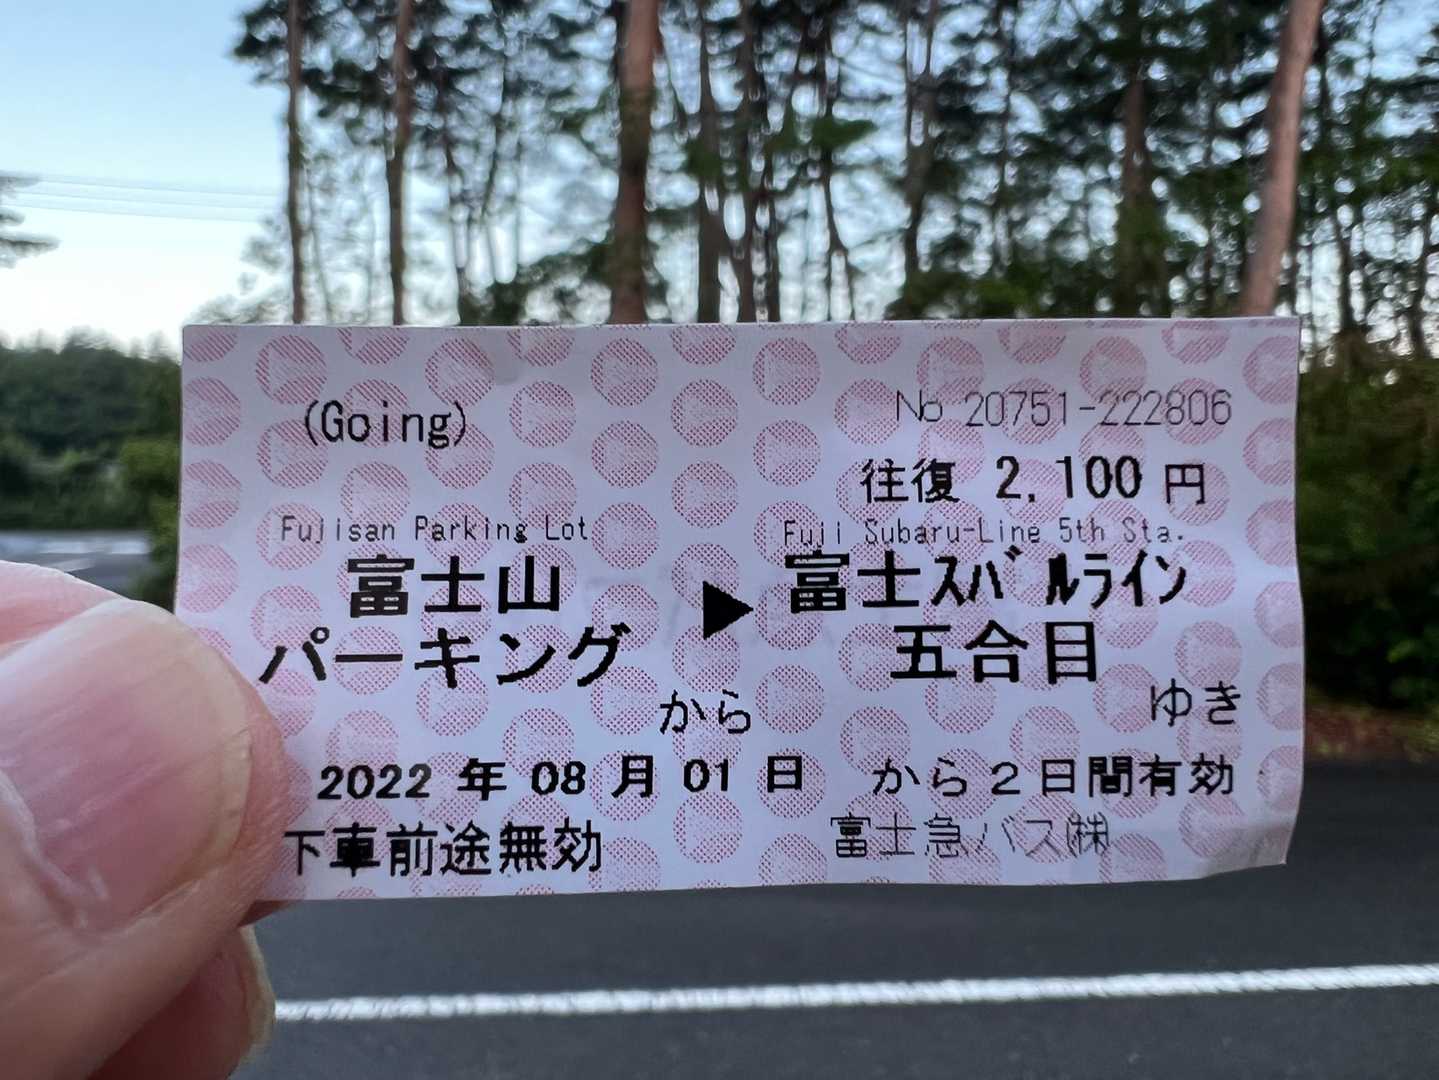 (Going)
No 20751-222806
往復 2,100 円
Fujisan Parking Lot
富士山
パーキング
から
▶
Fuji Subaru-Line 5th Sta.
富士スバルライン
五合目
ゆき
2022 年 08 月 01 日 から2日間有効
下車前途無効
富士急バス㈱